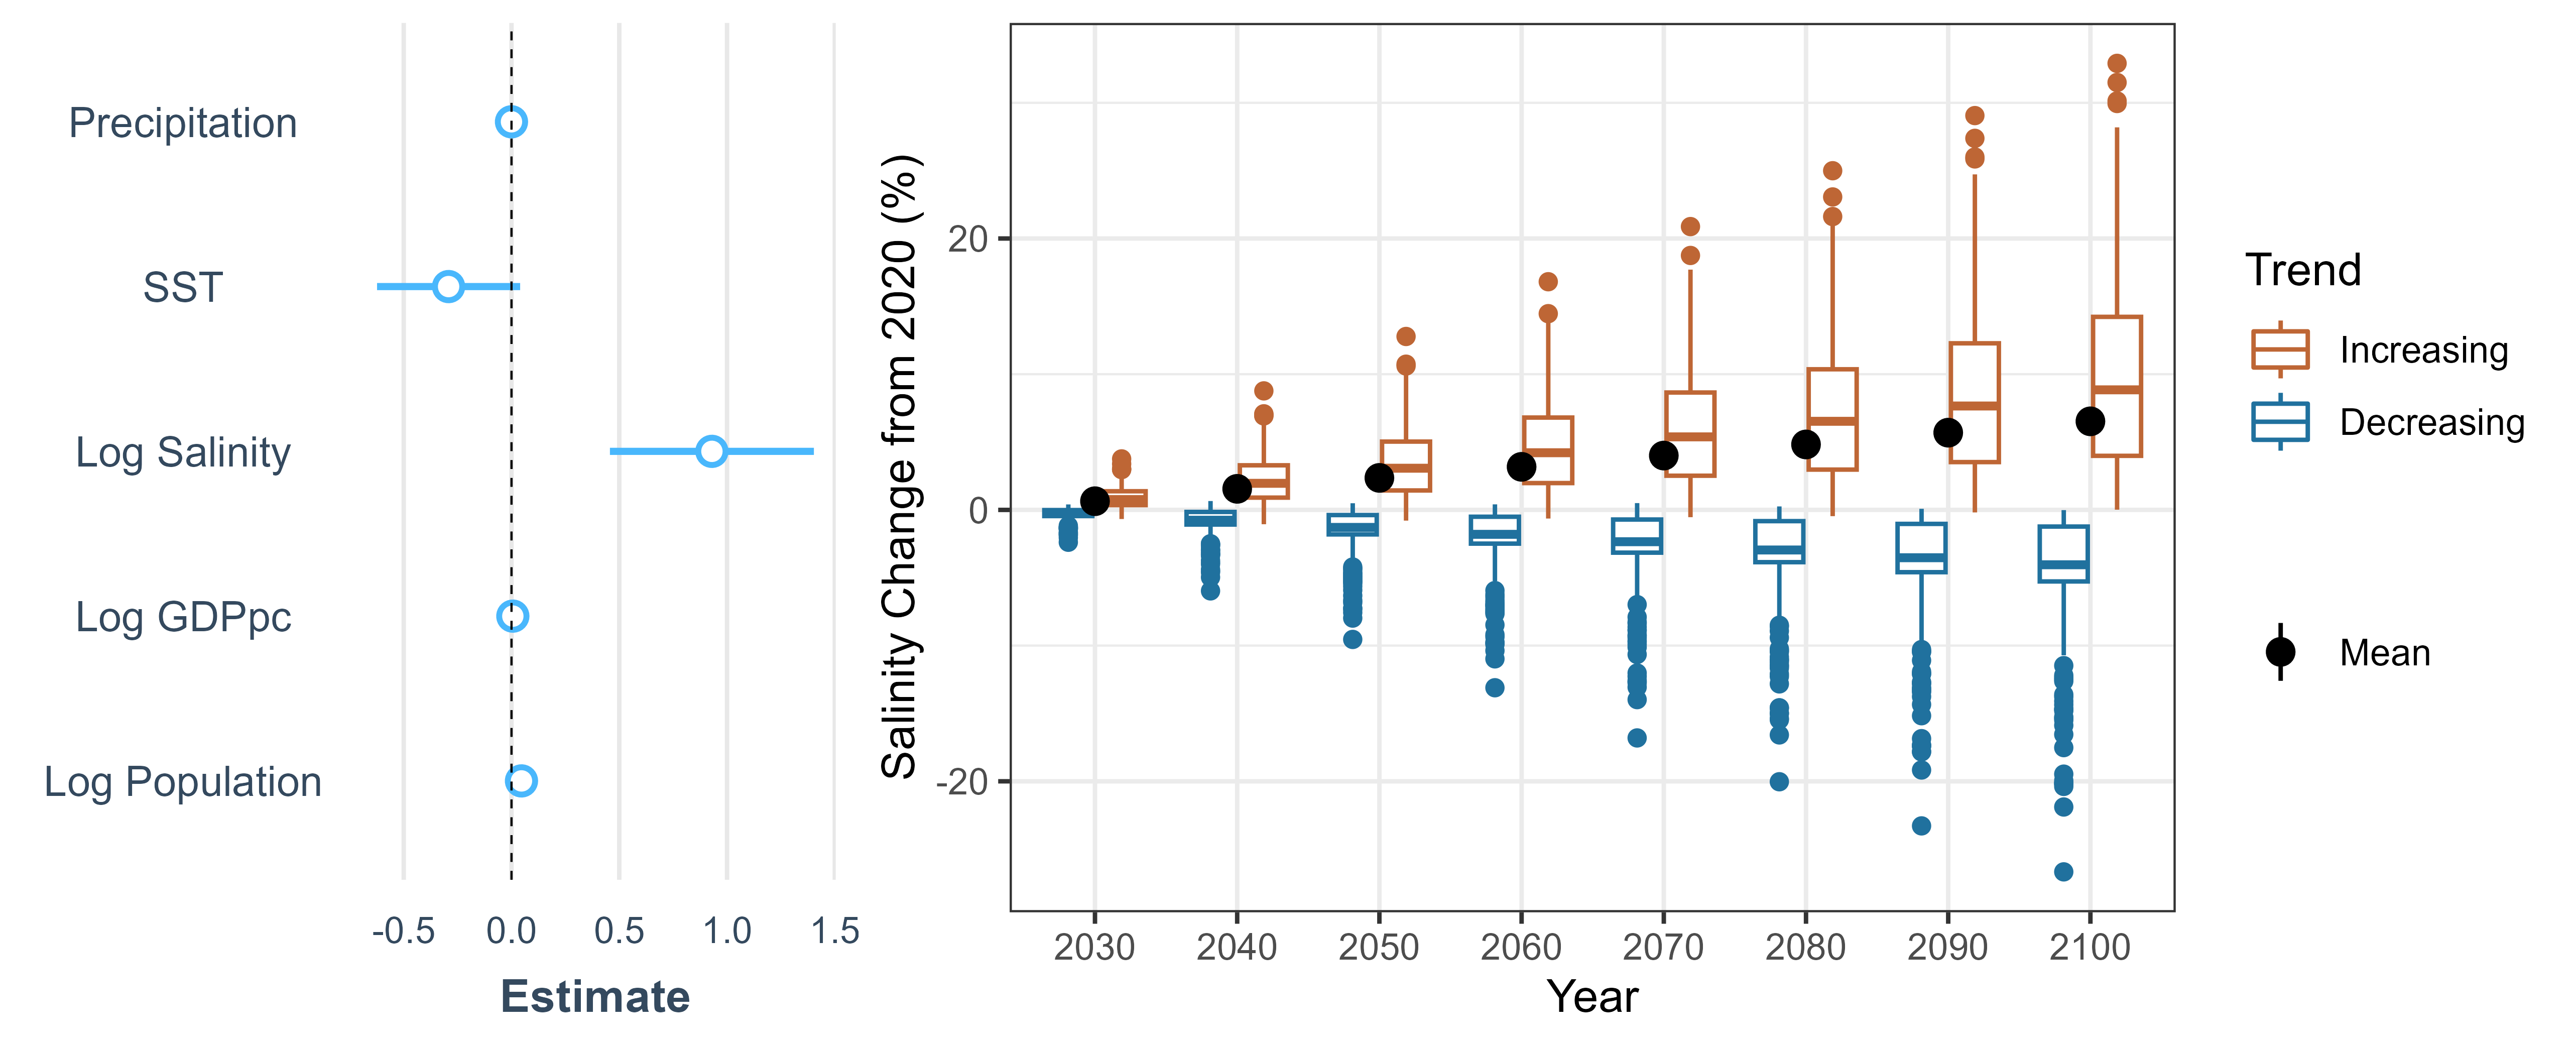 Precipitation
SST
Log Salinity
Log GDPpc
Log Population
-0.5 0.0 0.5 1.0 1.5
Estimate
Salinity Change from 2020 (%)
20
0
-20
2030 2040 2050 2060 2070 2080 2090 2100
Year
Trend
Increasing
Decreasing
Mean